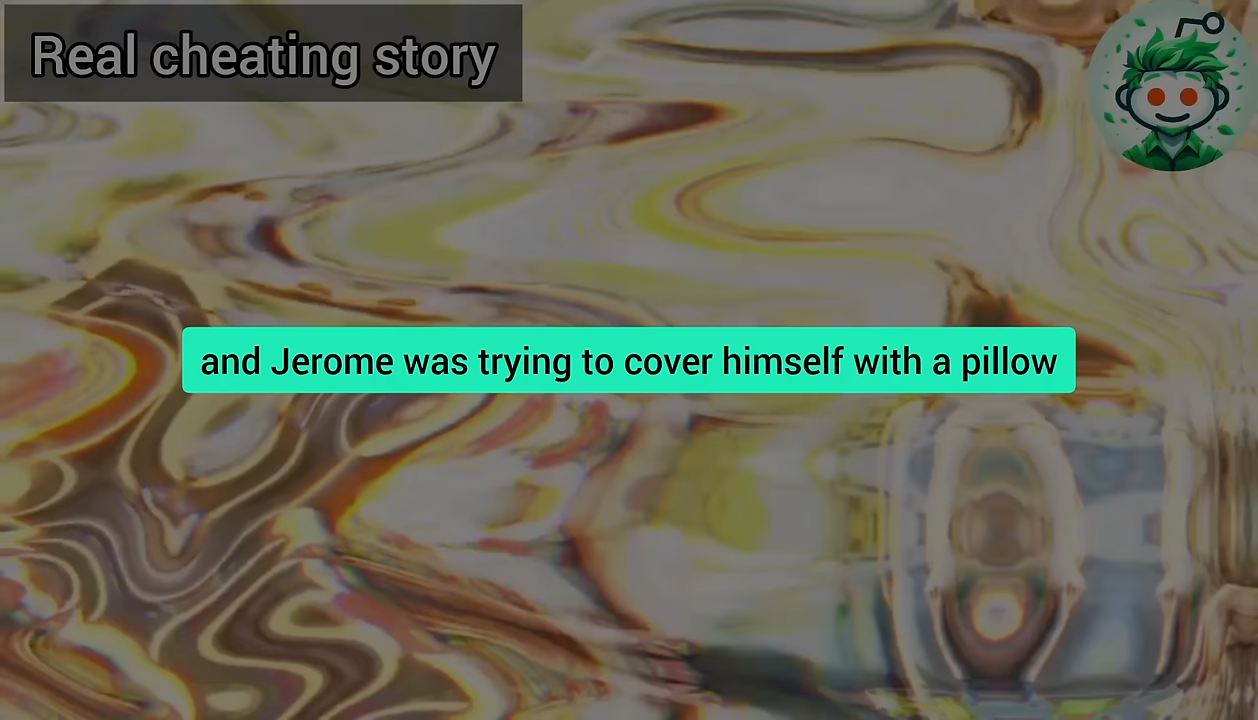 Real cheating story
and Jerome was trying to cover himself with a pillow